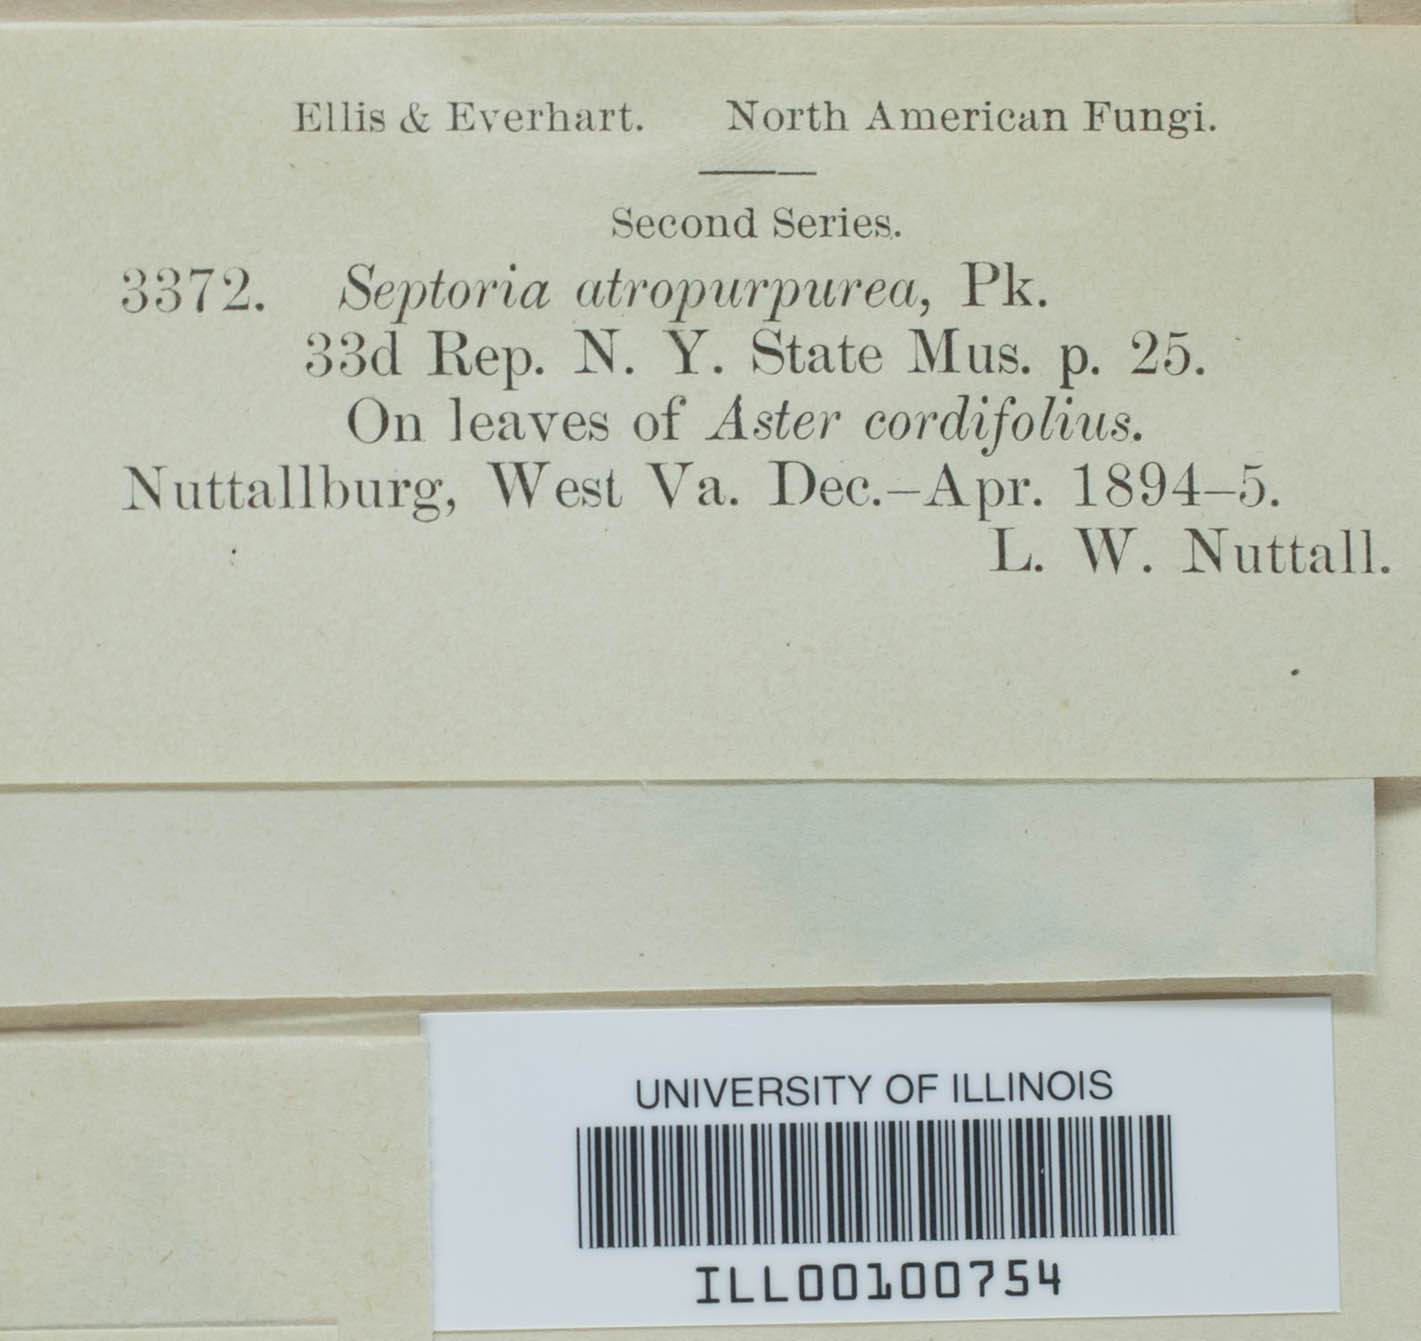 Ellis & Everhart. North American Fungi.
Second Series.
3372. Septoria atropurpurea, Pk.
33d Rep. N. Y. State Mus. p. 25.
On leaves of Aster cordifolius.
Nuttallburg, West Va. Dec.–Apr. 1894–5.
L. W. Nuttall.
UNIVERSITY OF ILLINOIS
ILL00100754